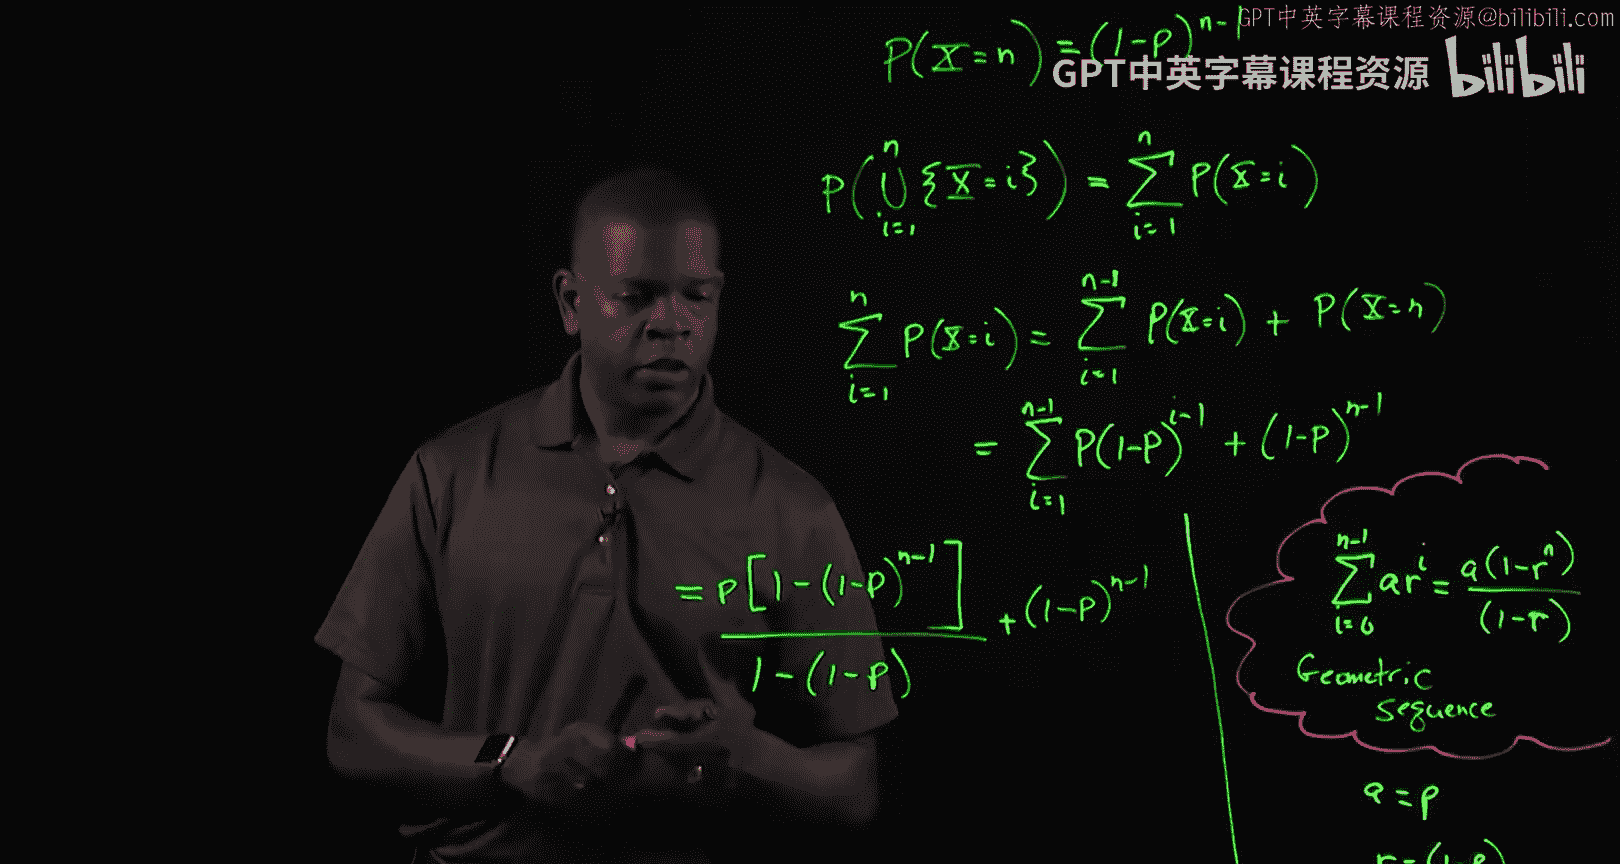 GPT中英字幕课程资源@bilibili.com
P(X=n) = (1-p)^{n-1}
GPT中英字幕课程资源 bilibili
P(⋃_{i=1}^{n} {X=i}) = ∑_{i=1}^{n} P(X=i)
∑_{i=1}^{n} P(X=i) = ∑_{i=1}^{n-1} P(X=i) + P(X=n)
= ∑_{i=1}^{n-1} P(1-P)^{i-1} + (1-P)^{n-1}
= P[1-(1-P)^{n-1}] / 1-(1-P) + (1-P)^{n-1}
∑_{i=0}^{n-1} ar^i = a(1-r^n) / (1-r)
Geometric
Sequence
a = p
r = (1-p)